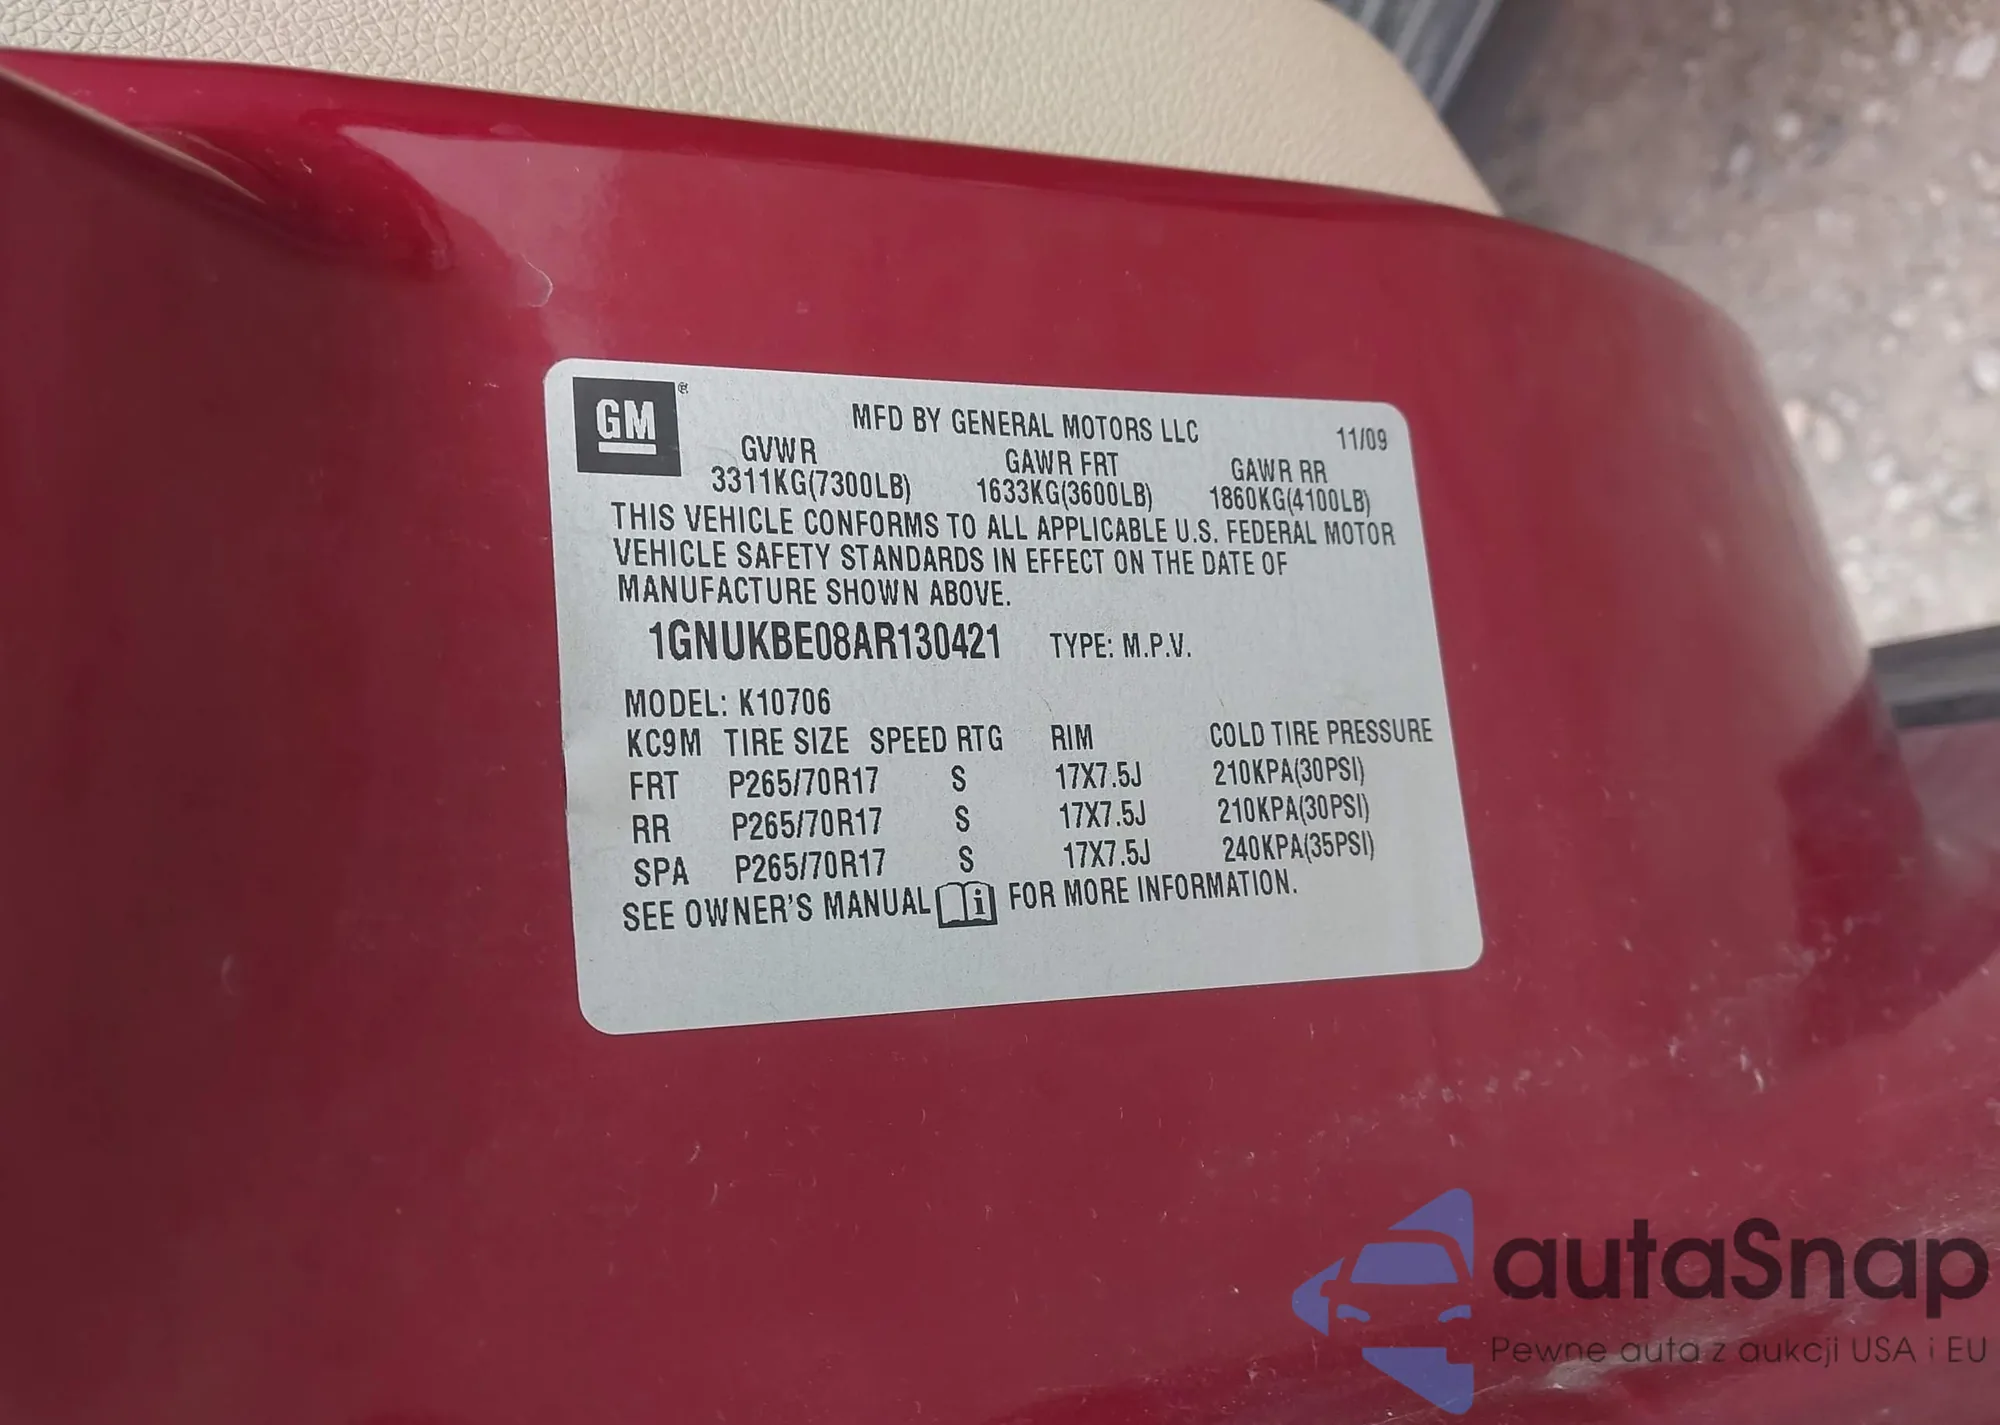 GM®
MFD BY GENERAL MOTORS LLC 11/09
GVWR GAWR FRT GAWR RR
3311KG(7300LB) 1633KG(3600LB) 1860KG(4100LB)
THIS VEHICLE CONFORMS TO ALL APPLICABLE U.S. FEDERAL MOTOR
VEHICLE SAFETY STANDARDS IN EFFECT ON THE DATE OF
MANUFACTURE SHOWN ABOVE.
1GNUKBE08AR130421 TYPE: M.P.V.
MODEL: K10706
KC9M TIRE SIZE SPEED RTG RIM COLD TIRE PRESSURE
FRT P265/70R17 S 17X7.5J 210KPA(30PSI)
RR P265/70R17 S 17X7.5J 210KPA(30PSI)
SPA P265/70R17 S 17X7.5J 240KPA(35PSI)
SEE OWNER'S MANUAL i FOR MORE INFORMATION.
autaSnap
Pewne auta z aukcji USA i EU